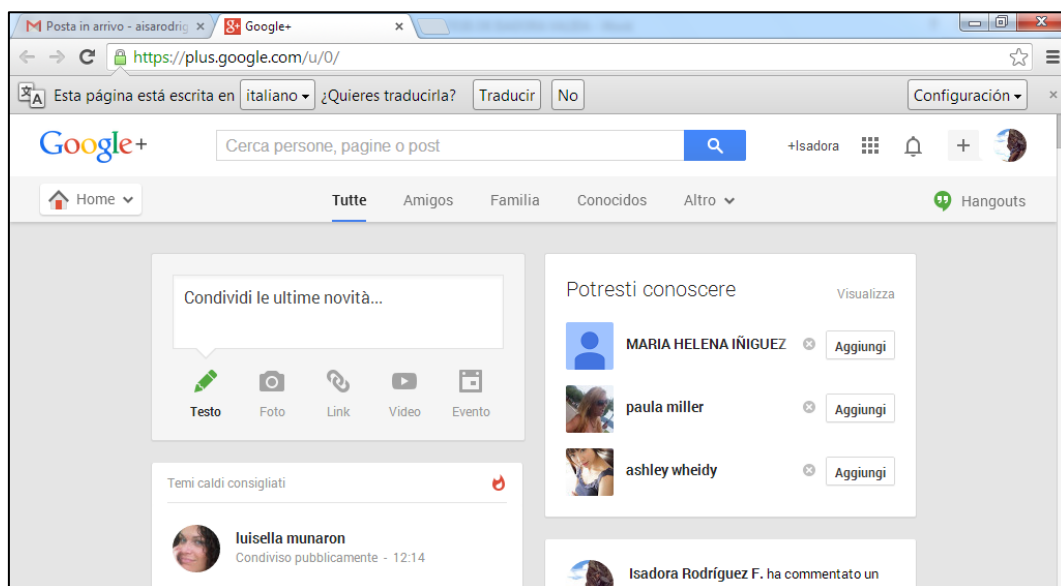 Posta in arrivo - aisarodrig
Google+
https://plus.google.com/u/0/
Esta página está escrita en italiano ¿Quieres traducirla? Traducir No Configuración
Google+ Cerca persone, pagine o post +Isadora
Home Tutte Amigos Familia Conocidos Altro Hangouts
Condividi le ultime novità...
Testo Foto Link Video Evento
Temi caldi consigliati
luisella munaron
Condiviso pubblicamente - 12:14
Potresti conoscere Visualizza
MARIA HELENA IÑIGUEZ Aggiungi
paula miller Aggiungi
ashley wheidy Aggiungi
Isadora Rodríguez F. ha commentato un